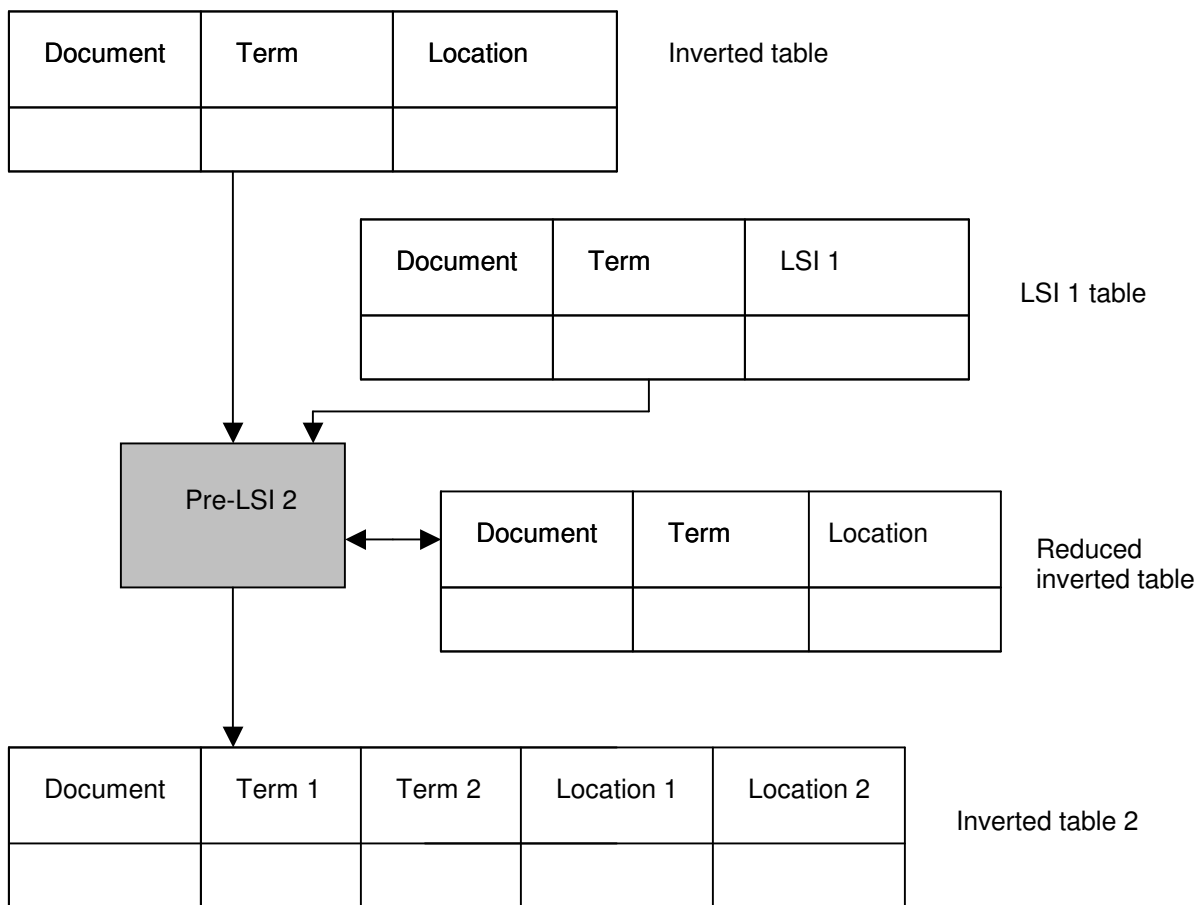 Document Term Location Inverted table
Document Term LSI 1
LSI 1 table
Pre-LSI 2
Document Term Location
Reduced
inverted table
Document Term 1 Term 2 Location 1 Location 2
Inverted table 2